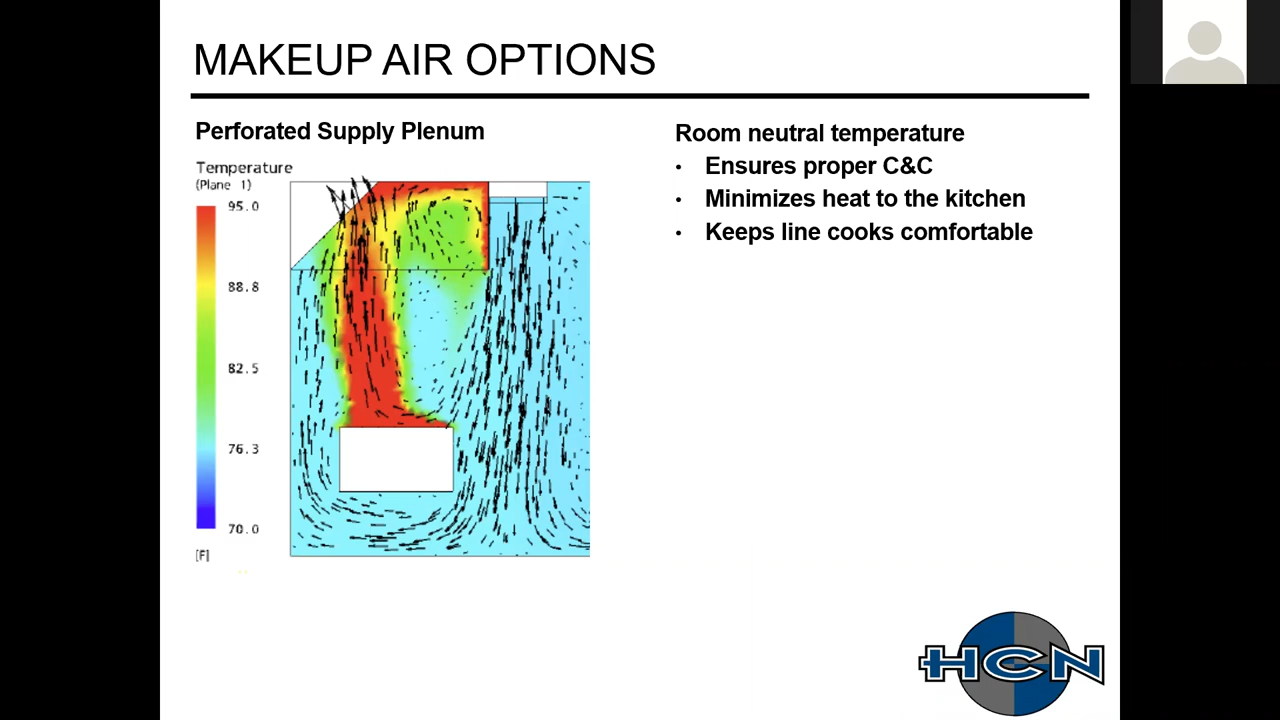 MAKEUP AIR OPTIONS
Perforated Supply Plenum
Temperature
(Plane 1)
95.0
88.8
82.5
76.3
70.0
[F]
Room neutral temperature
• Ensures proper C&C
• Minimizes heat to the kitchen
• Keeps line cooks comfortable
HCN